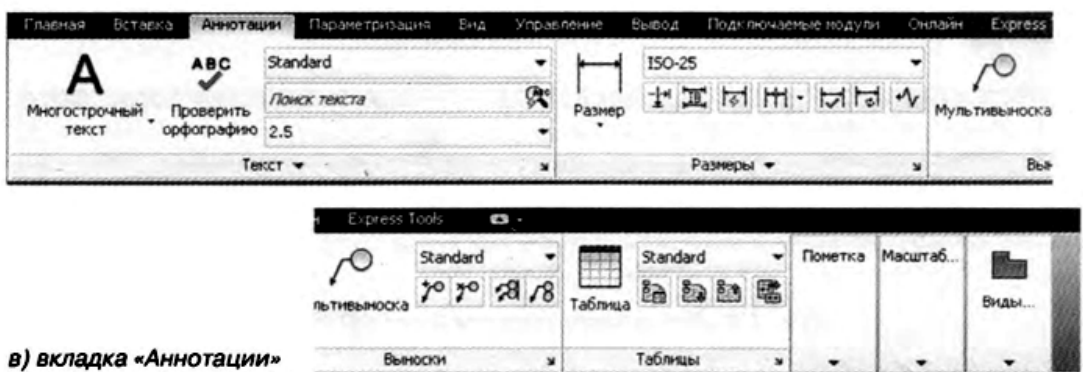 Главная Вставка Аннотации Параметризация Вид Управление Вывод Подключаемые модули Онлайн Express
А
Многострочный текст
ABC
Проверить орфографию
Standard
Поиск текста
2.5
Текст
Размер
ISO-25
Размеры
Мультивыноска
Вын
Express Tools
льтивыноска
Standard
Выноски
Таблица
Standard
Таблицы
Пометка
Масштаб...
Виды...
в) вкладка «Аннотации»